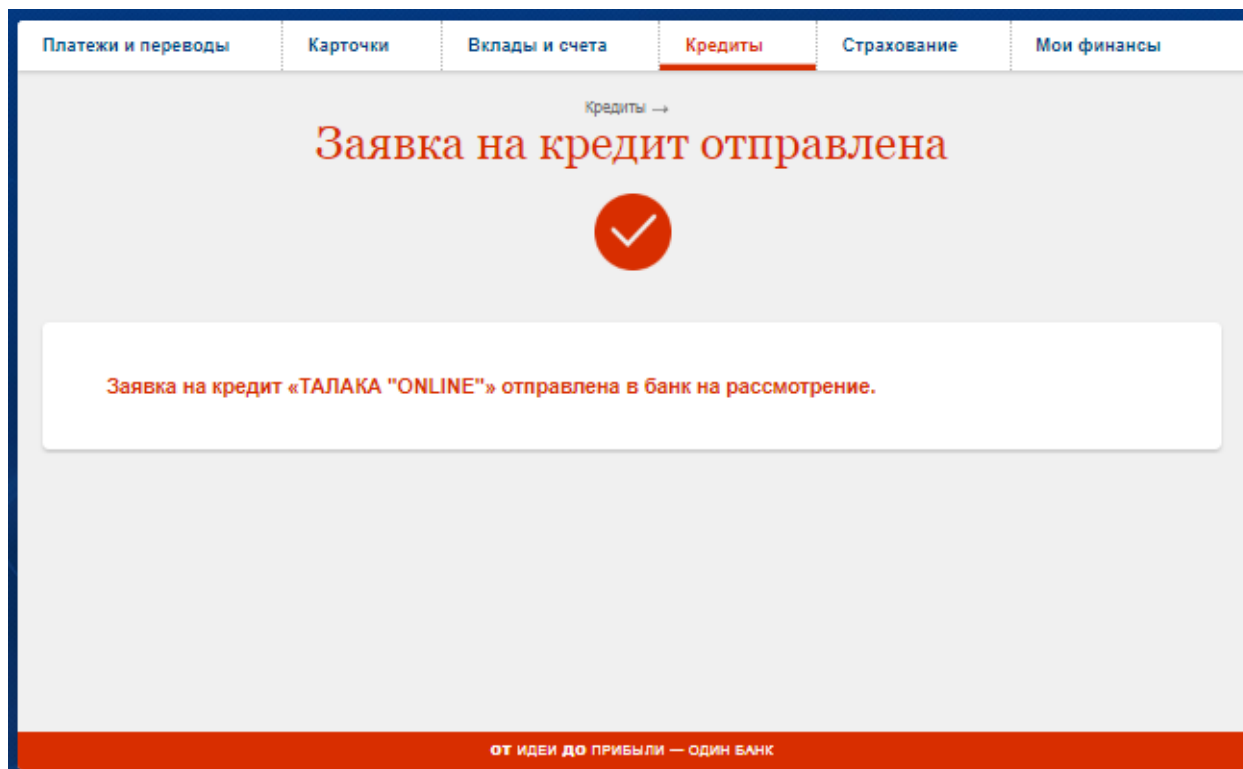 Платежи и переводы Карточки Вклады и счета Кредиты Страхование Мои финансы
Кредиты →
Заявка на кредит отправлена
Заявка на кредит «ТАЛАКА "ONLINE"» отправлена в банк на рассмотрение.
ОТ ИДЕИ ДО ПРИБЫЛИ — ОДИН БАНК